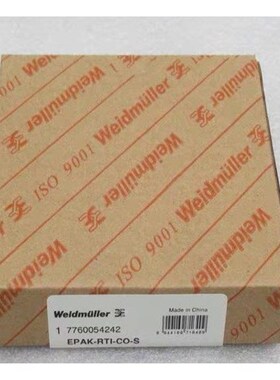 Weidmüller
ISO 9001
Weidmüller
ISO 9001
Weidmüller
ISO 9001
Weidmüller
Made in China
1 7760054242
EPAK-RTI-CO-S